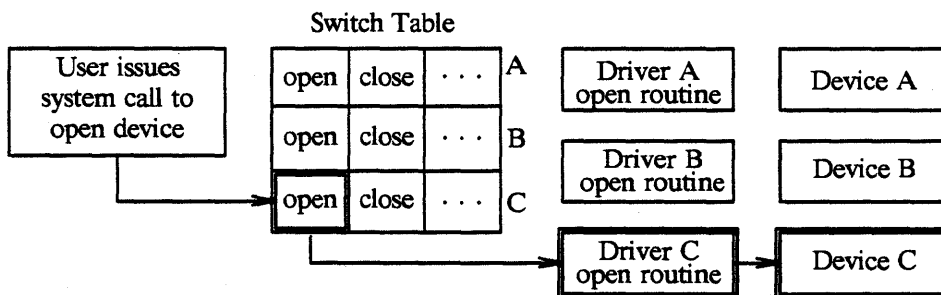 Switch Table
User issues
system call to
open device
open close · · · A
open close · · · B
open close · · · C
Driver A
open routine
Device A
Driver B
open routine
Device B
Driver C
open routine
Device C